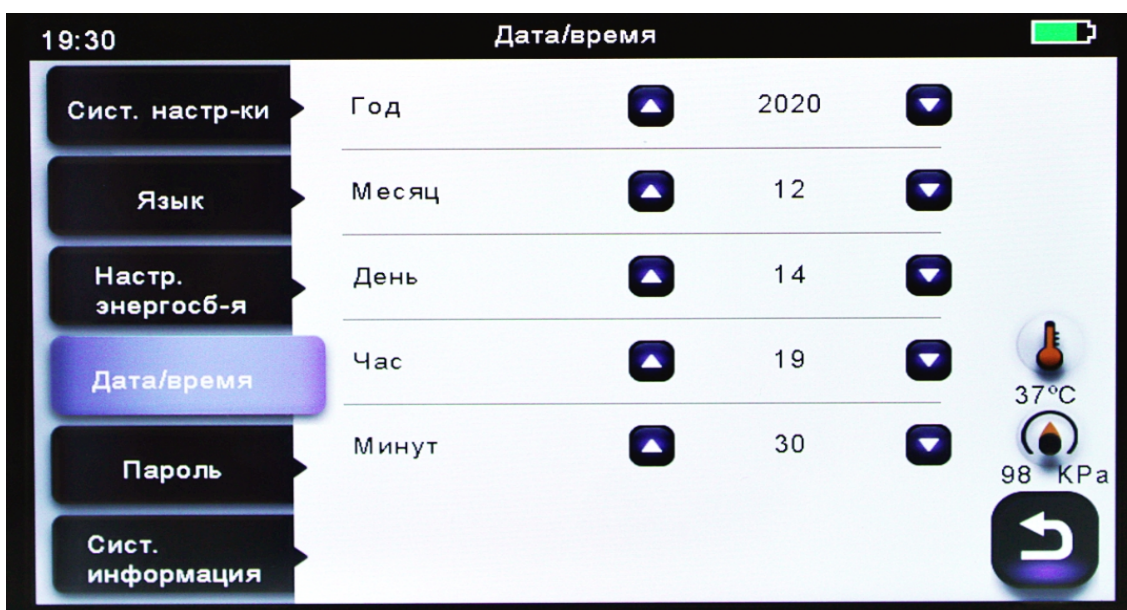 19:30
Дата/время
Сист. настр-ки
Язык
Настр.
энергосб-я
Дата/время
Пароль
Сист.
информация
Год 2020
Месяц 12
День 14
Час 19
Минут 30
37°C
98 KPa